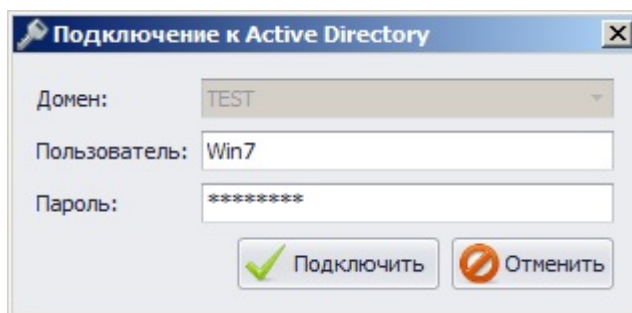 Подключение к Active Directory
Домен: TEST
Пользователь: Win7
Пароль: ********
Подключить Отменить